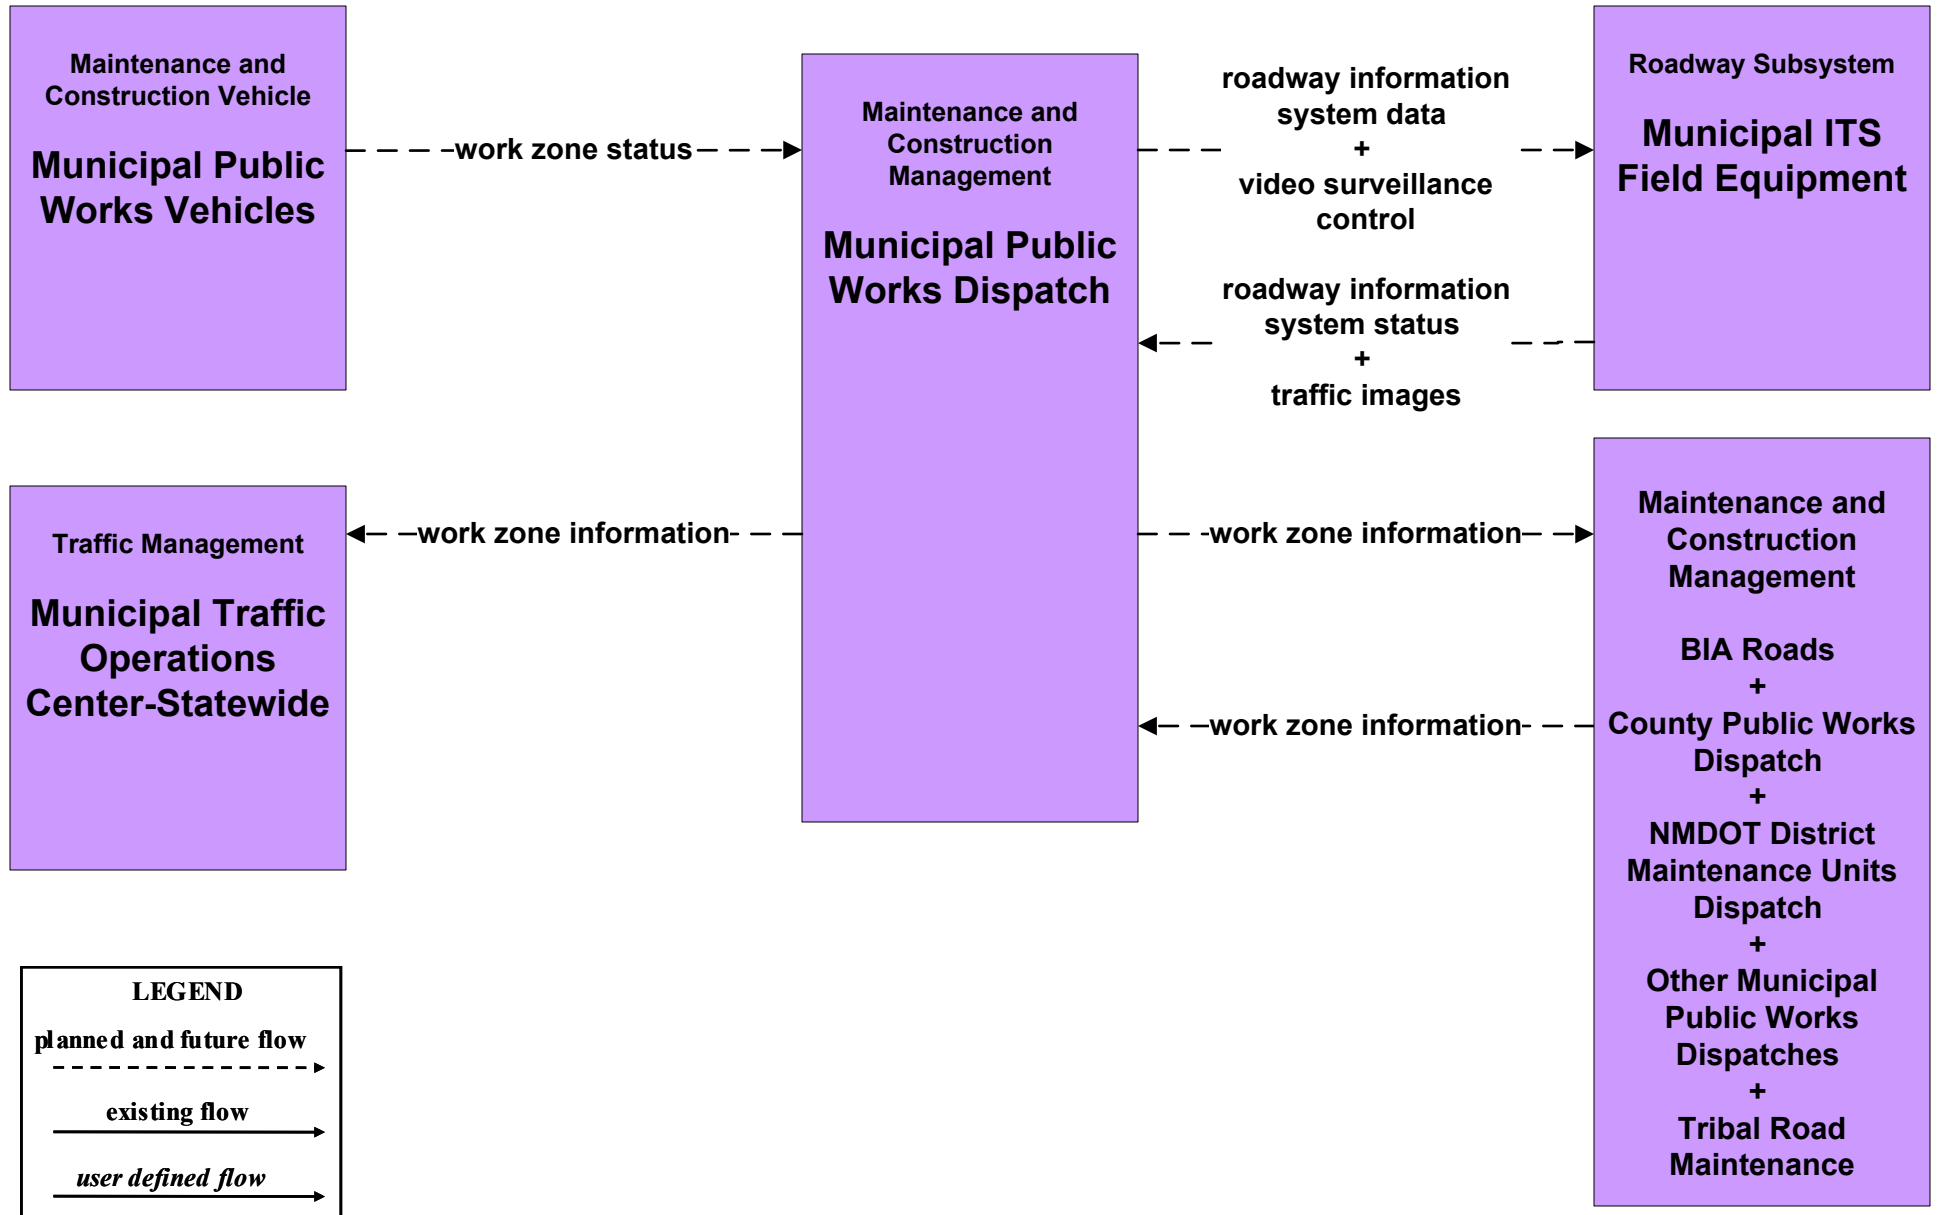 Maintenance and
Construction Vehicle
Municipal Public
Works Vehicles
work zone status
Maintenance and
Construction
Management
Municipal Public
Works Dispatch
roadway information
system data
+
video surveillance
control
roadway information
system status
+
traffic images
Roadway Subsystem
Municipal ITS
Field Equipment
Traffic Management
Municipal Traffic
Operations
Center-Statewide
work zone information
work zone information
work zone information
Maintenance and
Construction
Management
BIA Roads
+
County Public Works
Dispatch
+
NMDOT District
Maintenance Units
Dispatch
+
Other Municipal
Public Works
Dispatches
+
Tribal Road
Maintenance
LEGEND
planned and future flow
existing flow
user defined flow